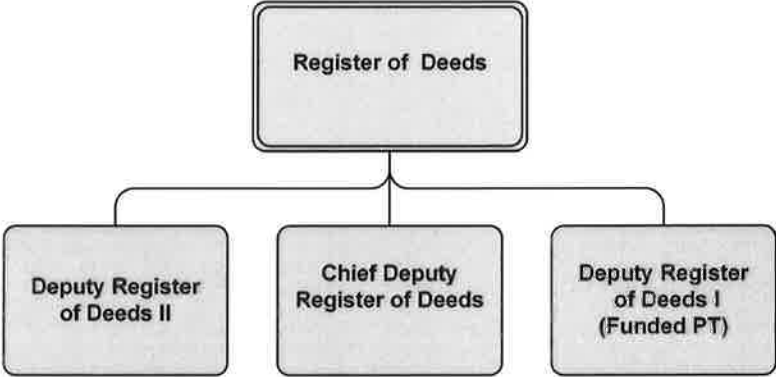 Register of Deeds
Deputy Register
of Deeds II
Chief Deputy
Register of Deeds
Deputy Register
of Deeds I
(Funded PT)